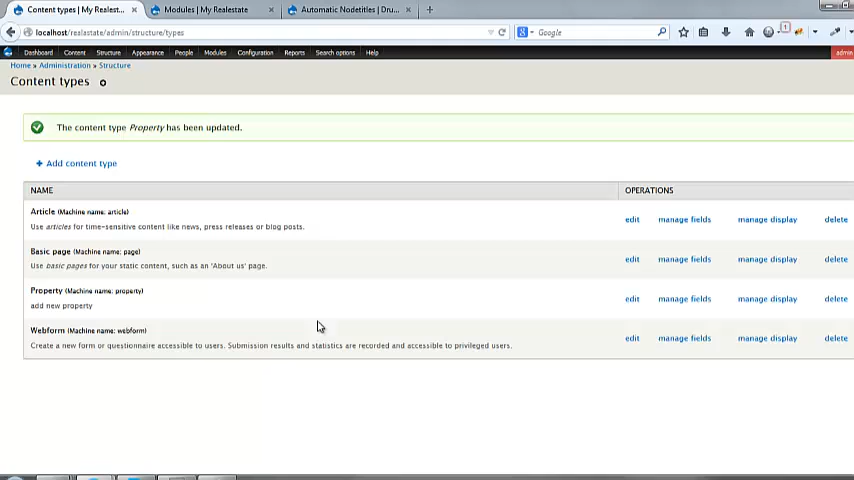 Content types | My Realest...
Modules | My Realestate
Automatic Nodetitles | Dru...
localhost/realastate/admin/structure/types
Google
1
Dashboard Content Structure Appearance People Modules Configuration Reports Search options Help
admin
Home » Administration » Structure
Content types
The content type Property has been updated.
+ Add content type
NAME OPERATIONS
Article (Machine name: article)
Use articles for time-sensitive content like news, press releases or blog posts.
edit manage fields manage display delete
Basic page (Machine name: page)
Use basic pages for your static content, such as an 'About us' page.
edit manage fields manage display delete
Property (Machine name: property)
add new property
edit manage fields manage display delete
Webform (Machine name: webform)
Create a new form or questionnaire accessible to users. Submission results and statistics are recorded and accessible to privileged users.
edit manage fields manage display delete